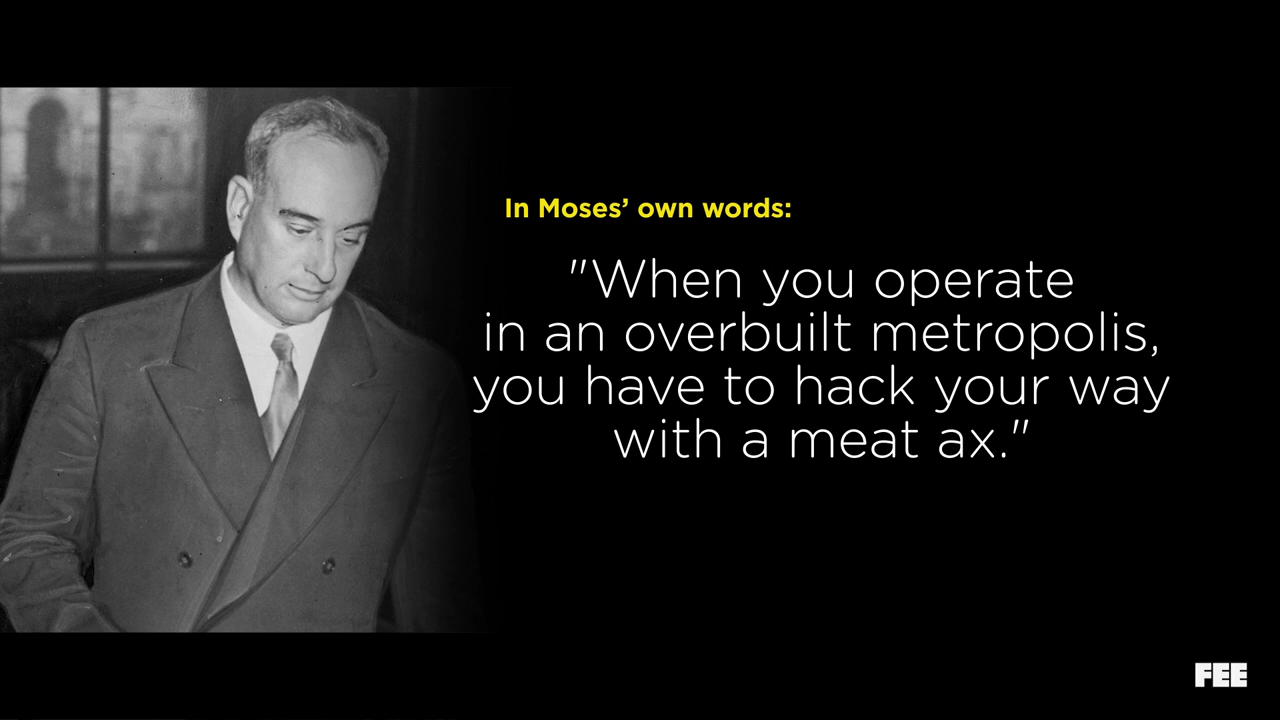 In Moses’ own words:
"When you operate
in an overbuilt metropolis,
you have to hack your way
with a meat ax."
FEE